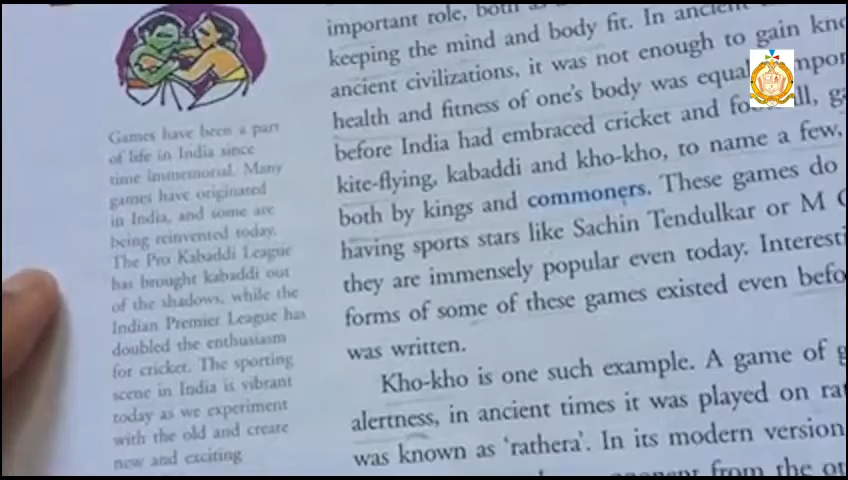 Games have been a part
of life in India since
time immemorial. Many
games have originated
in India, and some are
being reinvented today.
The Pro Kabaddi League
has brought kabaddi out
of the shadows, while the
Indian Premier League has
doubled the enthusiasm
for cricket. The sporting
scene in India is vibrant
today as we experiment
with the old and create
new and exciting
important role, both as
keeping the mind and body fit. In ancient
ancient civilizations, it was not enough to gain kno
health and fitness of one's body was equal
before India had embraced cricket and
kite-flying, kabaddi and kho-kho, to name a few,
both by kings and commoners. These games do
having sports stars like Sachin Tendulkar or M
they are immensely popular even today. Interesti
forms of some of these games existed even befo
was written.
Kho-kho is one such example. A game of
alertness, in ancient times it was played on
was known as 'rathera'. In its modern version
from the